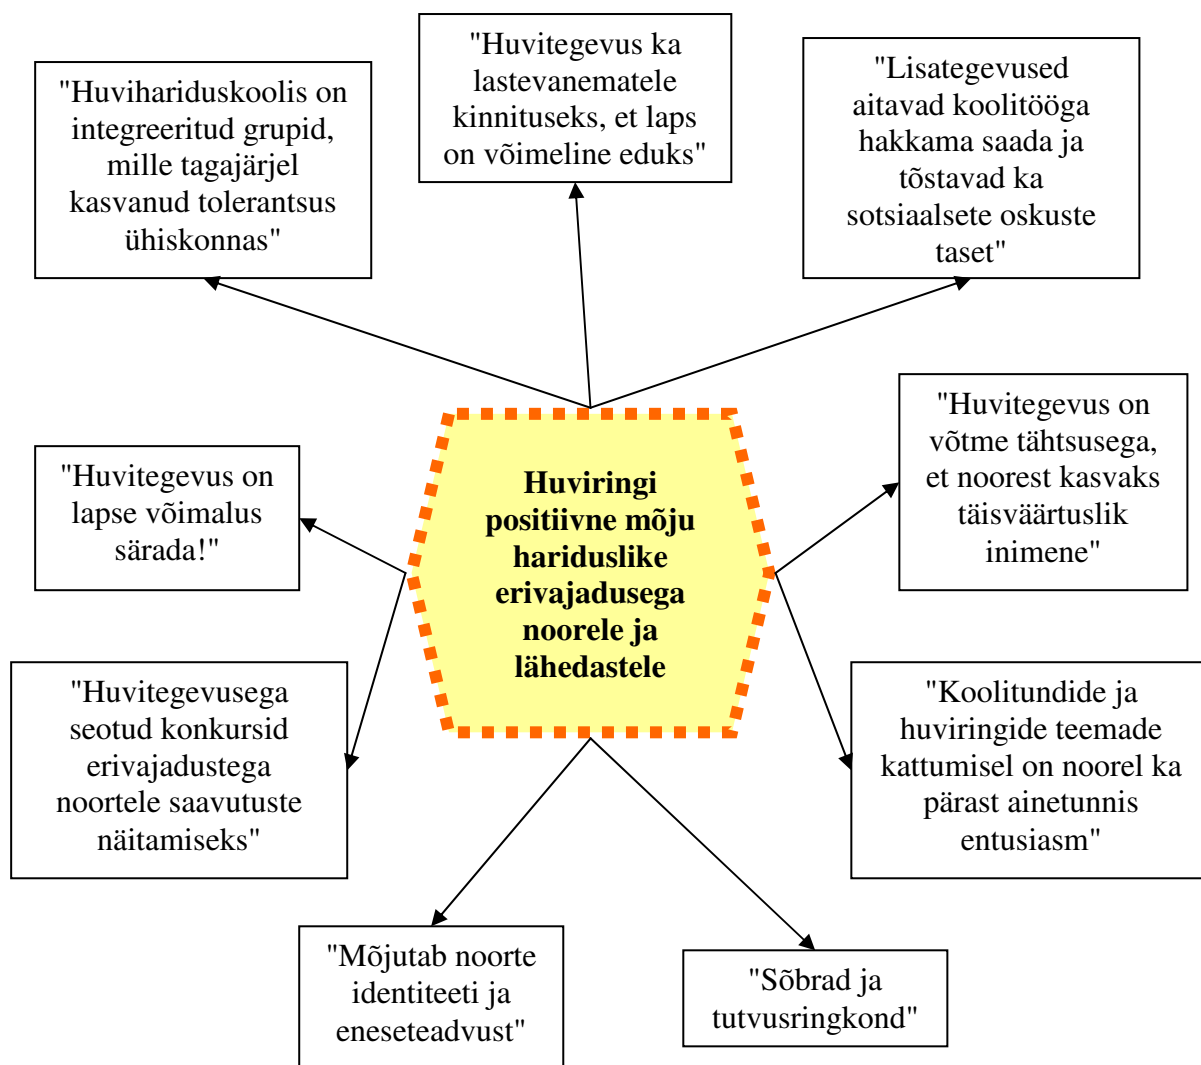 "Huvihariduskoolis on
integreeritud grupid,
mille tagajärjel
kasvanud tolerantsus
ühiskonnas"
"Huvitegevus ka
lastevanematele
kinnituseks, et laps
on võimeline eduks"
"Lisategevused
aitavad koolitööga
hakkama saada ja
tõstavad ka
sotsiaalsete oskuste
taset"
"Huvitegevus on
lapse võimalus
särada!"
Huviringi
positiivne mõju
hariduslike
erivajadusega
noorele ja
lähedastele
"Huvitegevus on
võtme tähtsusega,
et noorest kasvaks
täisväärtuslik
inimene"
"Huvitegevusega
seotud konkursid
erivajadustega
noortele saavutuste
näitamiseks"
"Koolitundide ja
huviringide teemade
kattumisel on noorel ka
pärast ainetunnis
entusiasm"
"Mõjutab noorte
identiteeti ja
eneseteadvust"
"Sõbrad ja
tutvusringkond"